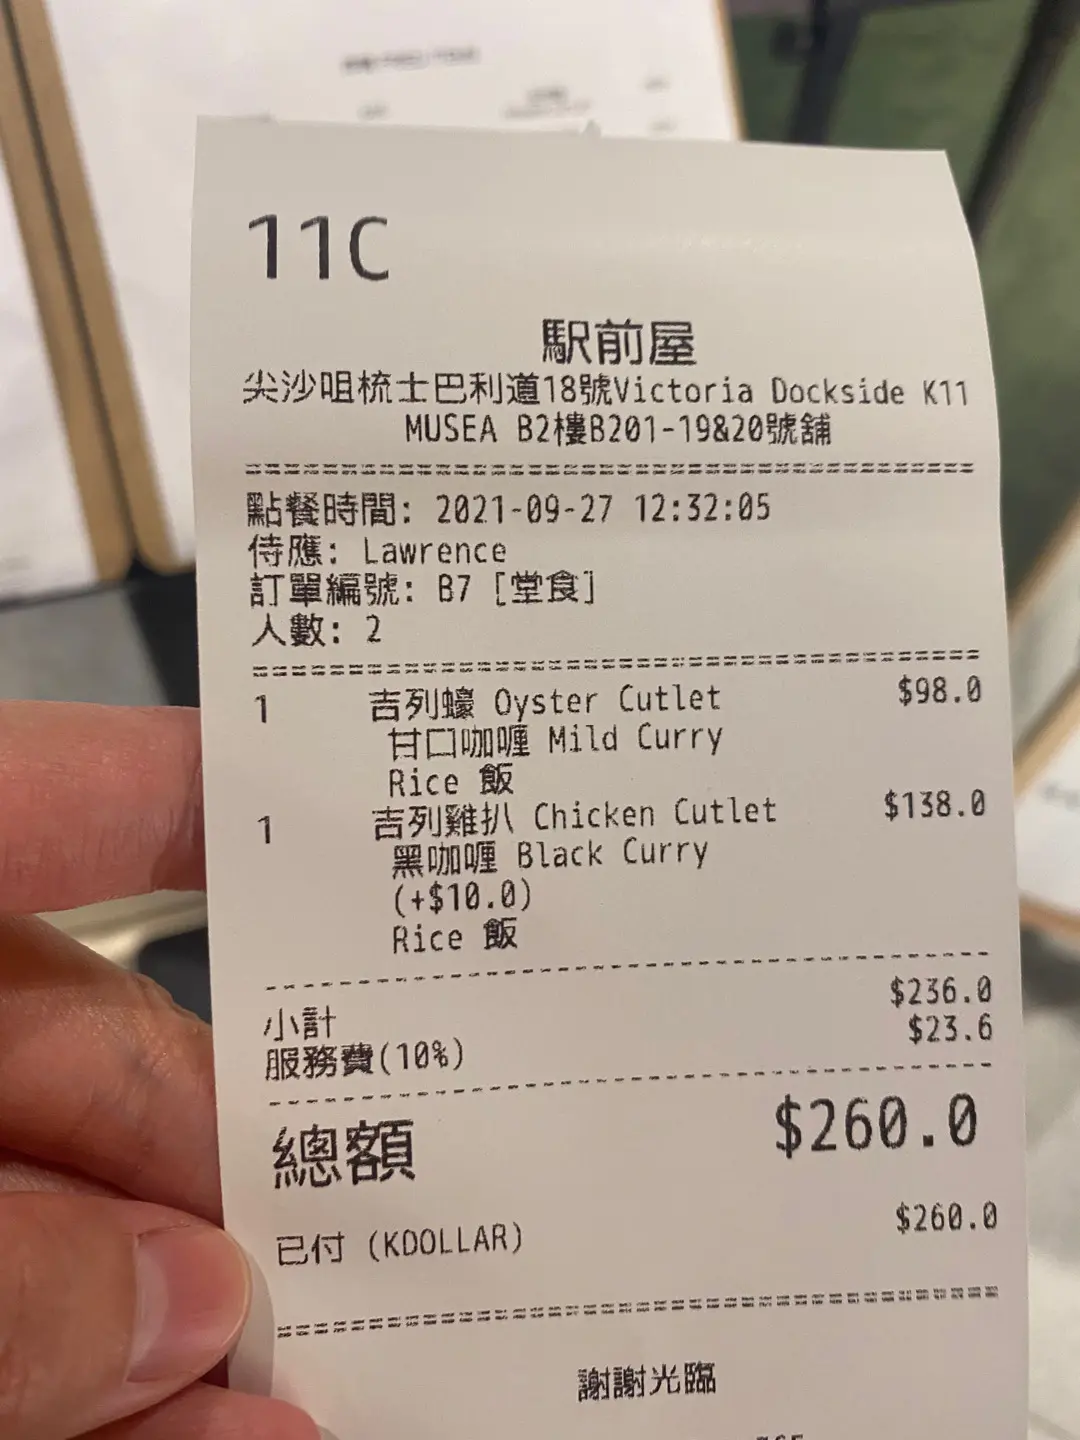 11C
駅前屋
尖沙咀梳士巴利道18號Victoria Dockside K11
MUSEA B2樓B201-19&20號舖
點餐時間: 2021-09-27 12:32:05
侍應: Lawrence
訂單編號: B7 [堂食]
人數: 2
1 吉列蠔 Oyster Cutlet $98.0
甘口咖喱 Mild Curry
Rice 飯
1 吉列雞扒 Chicken Cutlet $138.0
黑咖喱 Black Curry
(+$10.0)
Rice 飯
小計 $236.0
服務費(10%) $23.6
總額 $260.0
已付 (KDOLLAR) $260.0
謝謝光臨